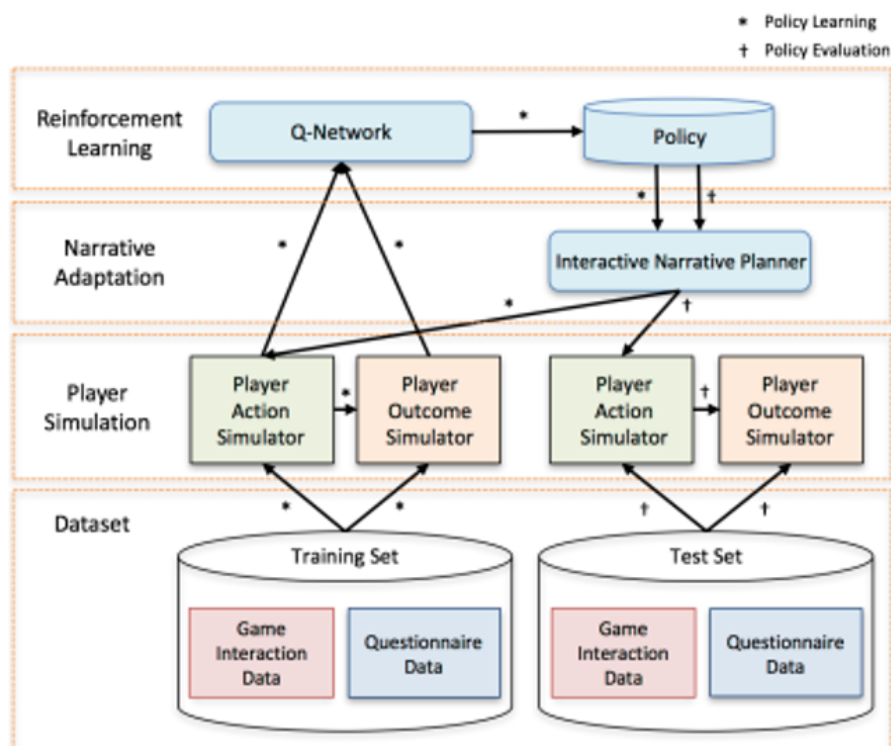 * Policy Learning
† Policy Evaluation
Reinforcement
Learning
Q-Network
*
Policy
*
†
Narrative
Adaptation
*
*
Interactive Narrative Planner
*
†
Player
Simulation
Player
Action
Simulator
*
Player
Outcome
Simulator
Player
Action
Simulator
†
Player
Outcome
Simulator
Dataset
*
*
†
†
Training Set
Game
Interaction
Data
Questionnaire
Data
Test Set
Game
Interaction
Data
Questionnaire
Data